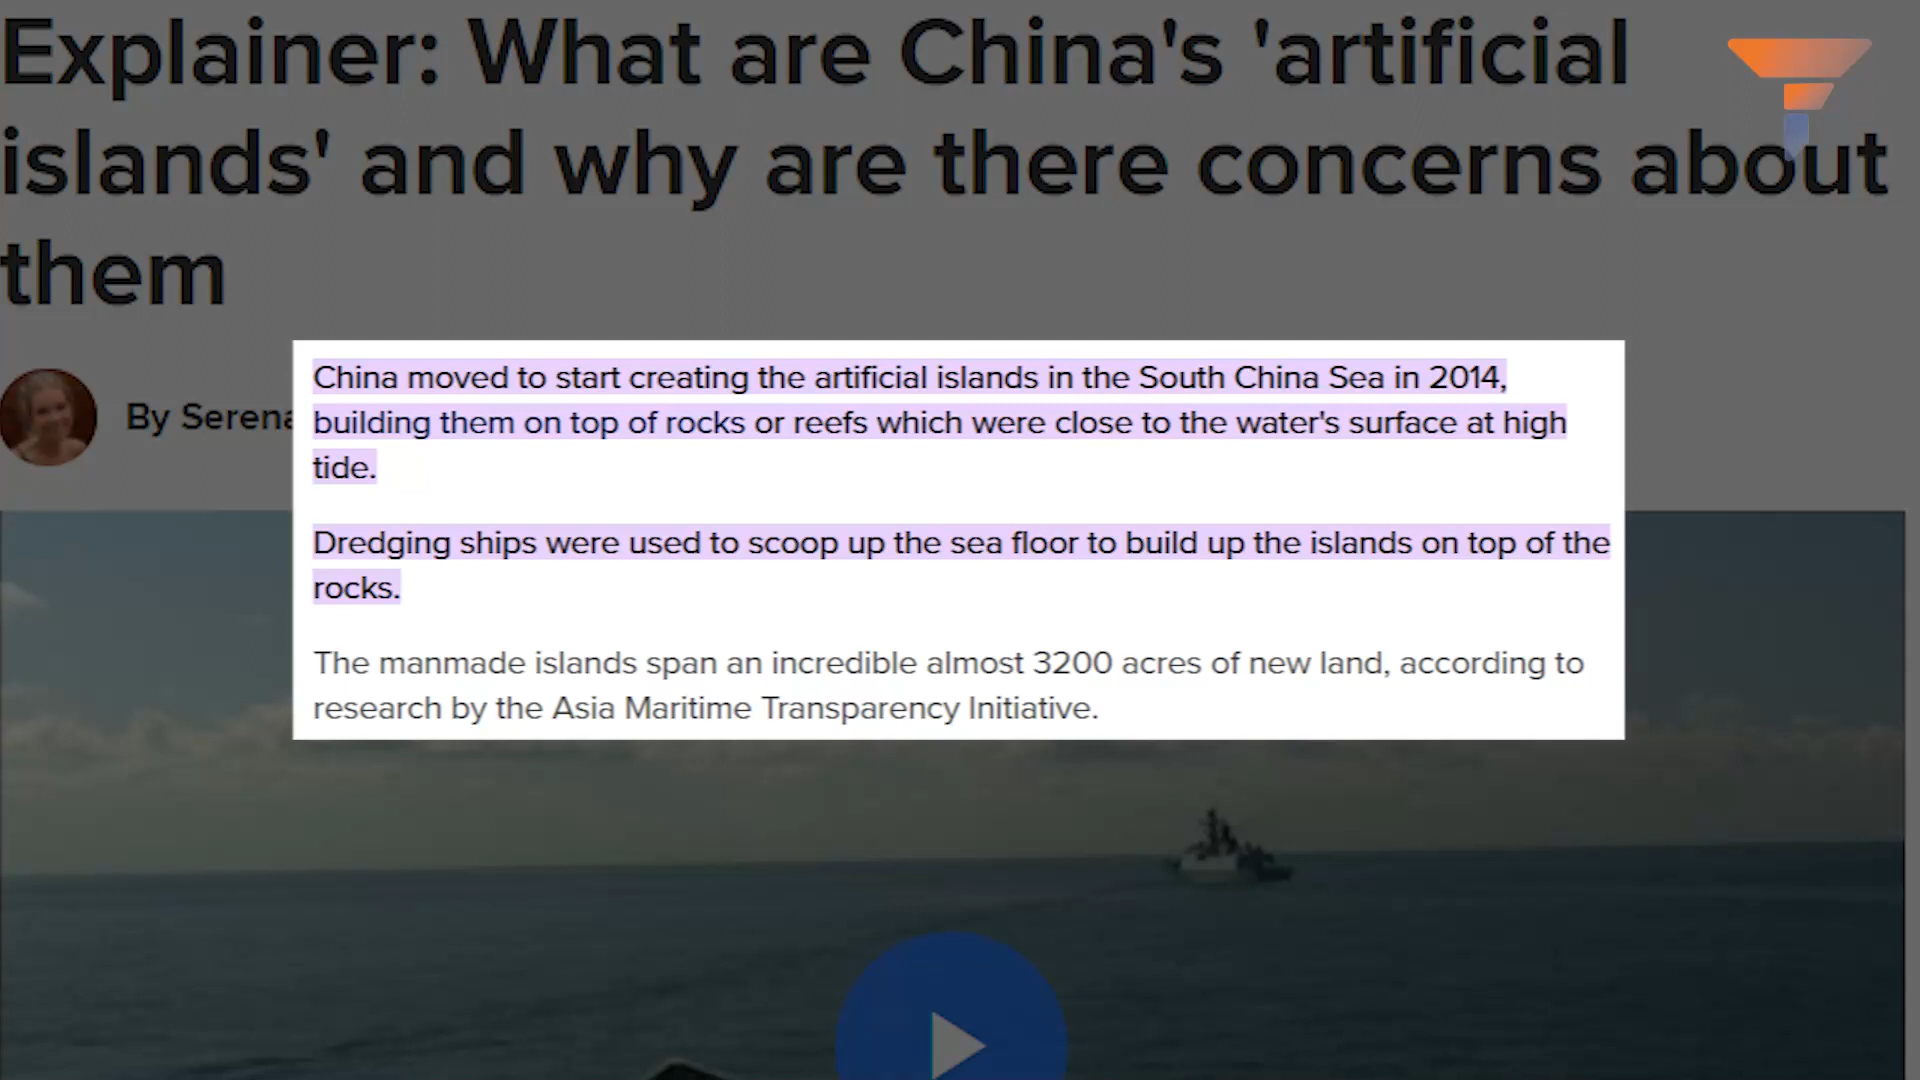 Explainer: What are China's 'artificial
islands' and why are there concerns about
them
By Serena
China moved to start creating the artificial islands in the South China Sea in 2014,
building them on top of rocks or reefs which were close to the water's surface at high
tide.
Dredging ships were used to scoop up the sea floor to build up the islands on top of the
rocks.
The manmade islands span an incredible almost 3200 acres of new land, according to
research by the Asia Maritime Transparency Initiative.